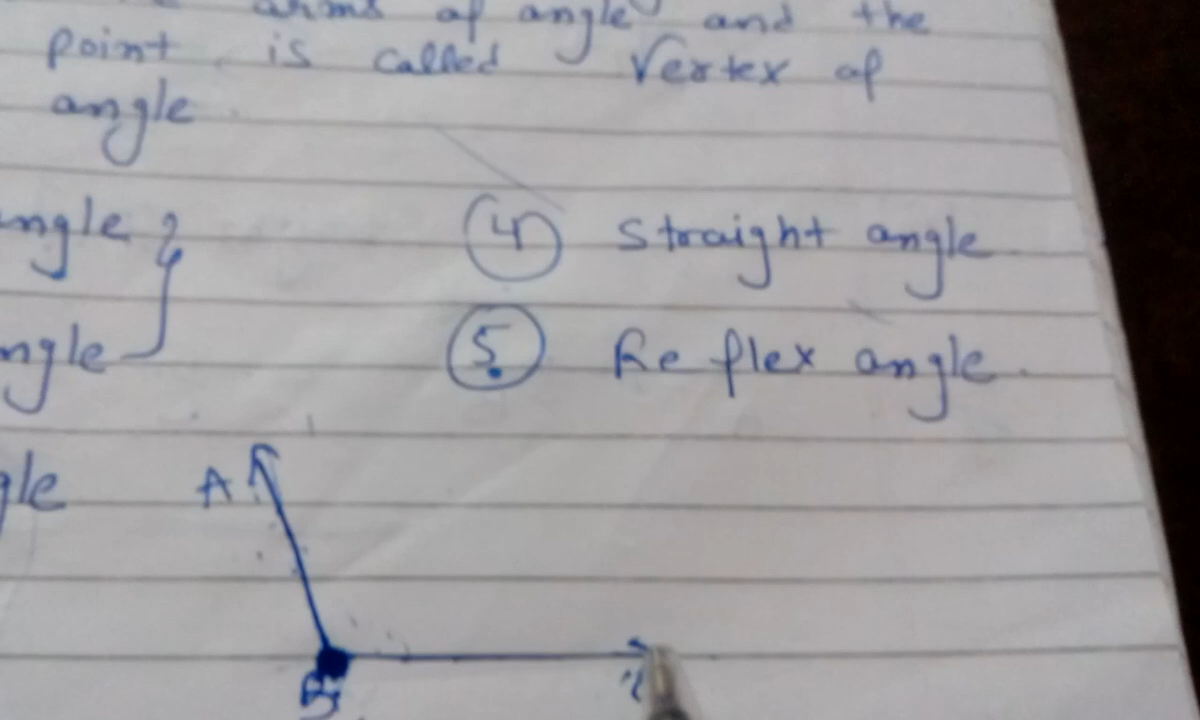 arms of angle and the
point is called Vertex of
angle
ngle
④ Straight angle
ngle
⑤ Reflex angle.
gle
A
B